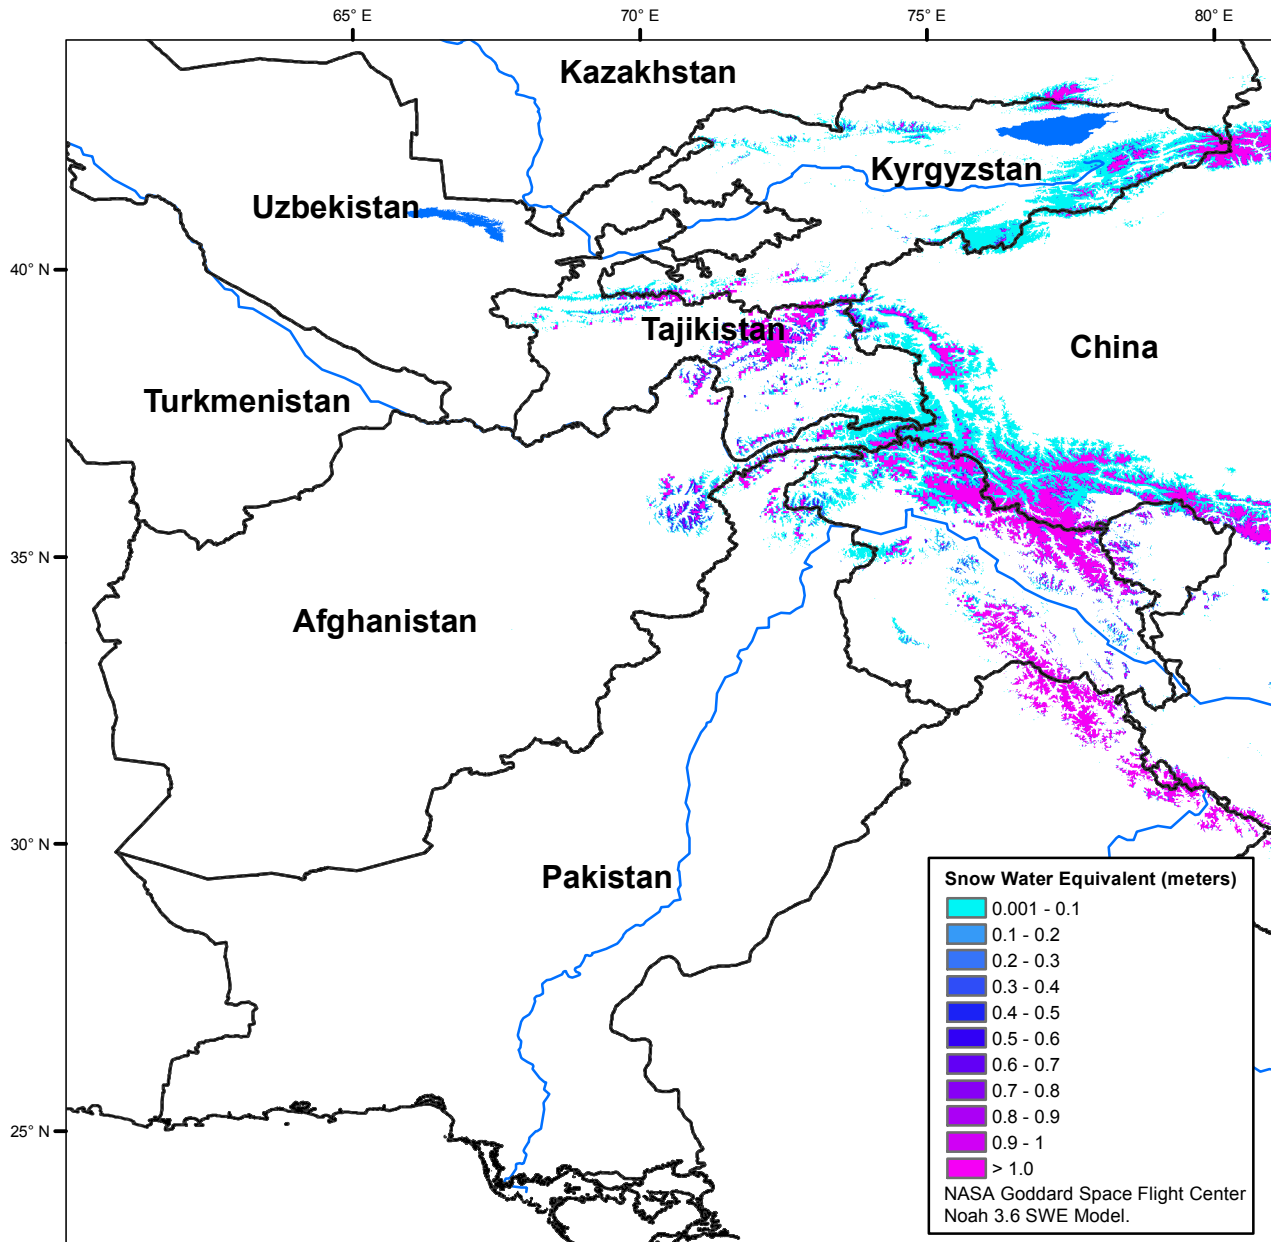 65° E
70° E
75° E
80° E
Kazakhstan
Kyrgyzstan
Uzbekistan
40° N
Tajikistan
China
Turkmenistan
35° N
Afghanistan
30° N
Pakistan
25° N
Snow Water Equivalent (meters)
0.001 - 0.1
0.1 - 0.2
0.2 - 0.3
0.3 - 0.4
0.4 - 0.5
0.5 - 0.6
0.6 - 0.7
0.7 - 0.8
0.8 - 0.9
0.9 - 1
> 1.0
NASA Goddard Space Flight Center
Noah 3.6 SWE Model.